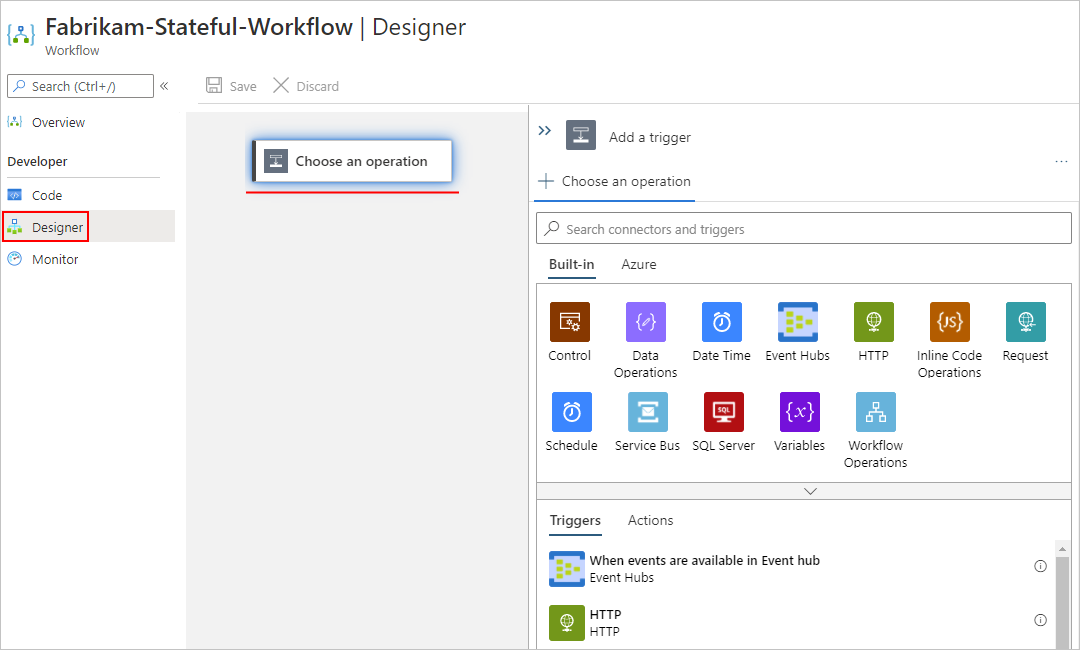 Fabrikam-Stateful-Workflow | Designer
Workflow
Search (Ctrl+/)
«
Save
Discard
Overview
Developer
Code
Designer
Monitor
Choose an operation
Add a trigger
...
Choose an operation
Search connectors and triggers
Built-in
Azure
Control
Data
Operations
Date Time
Event Hubs
HTTP
{JS}
Inline Code
Operations
Request
Schedule
Service Bus
SQL
SQL Server
{x}
Variables
Workflow
Operations
Triggers
Actions
When events are available in Event hub
Event Hubs
HTTP
HTTP